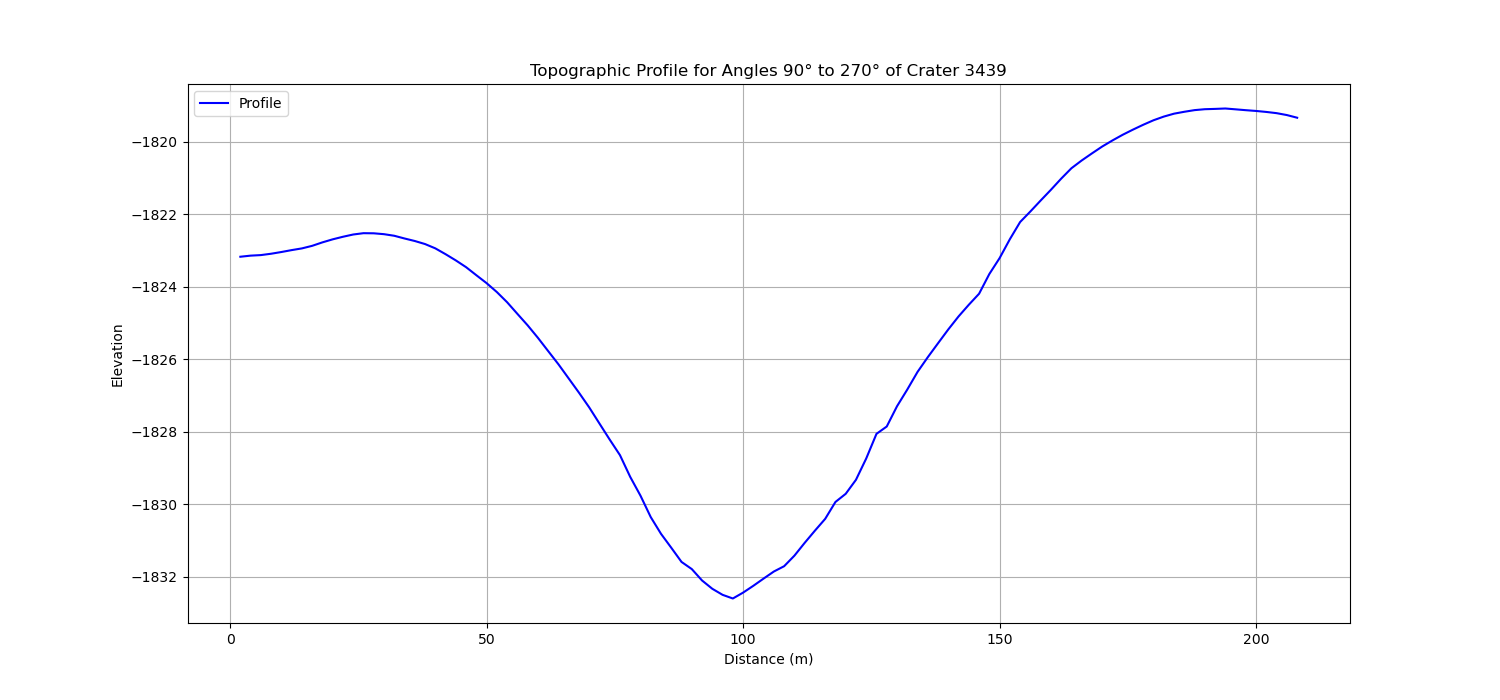 Topographic Profile for Angles 90° to 270° of Crater 3439
Profile
−1820
−1822
−1824
−1826
−1828
−1830
−1832
Elevation
0 50 100 150 200
Distance (m)